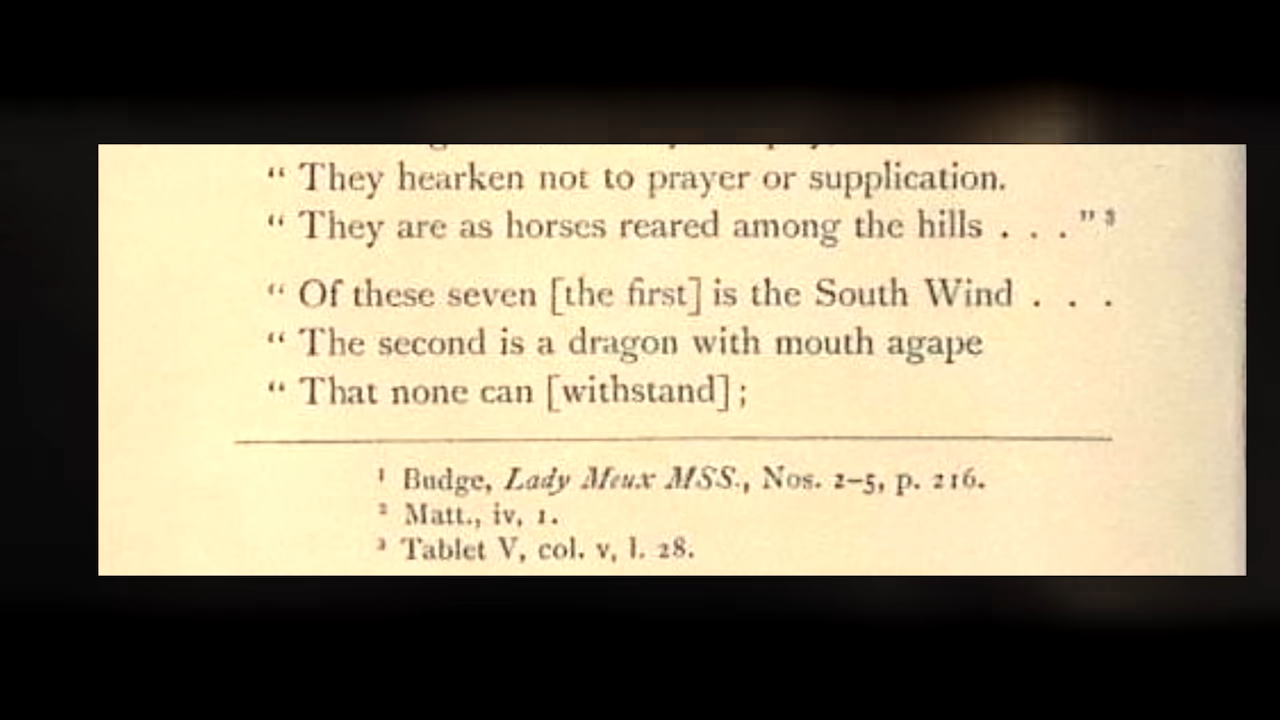 “ They hearken not to prayer or supplication.
“ They are as horses reared among the hills . . .” ³
“ Of these seven [the first] is the South Wind . . .
“ The second is a dragon with mouth agape
“ That none can [withstand] ;
¹ Budge, Lady Meux MSS., Nos. 2–5, p. 216.
² Matt., iv, 1.
³ Tablet V, col. v, l. 28.